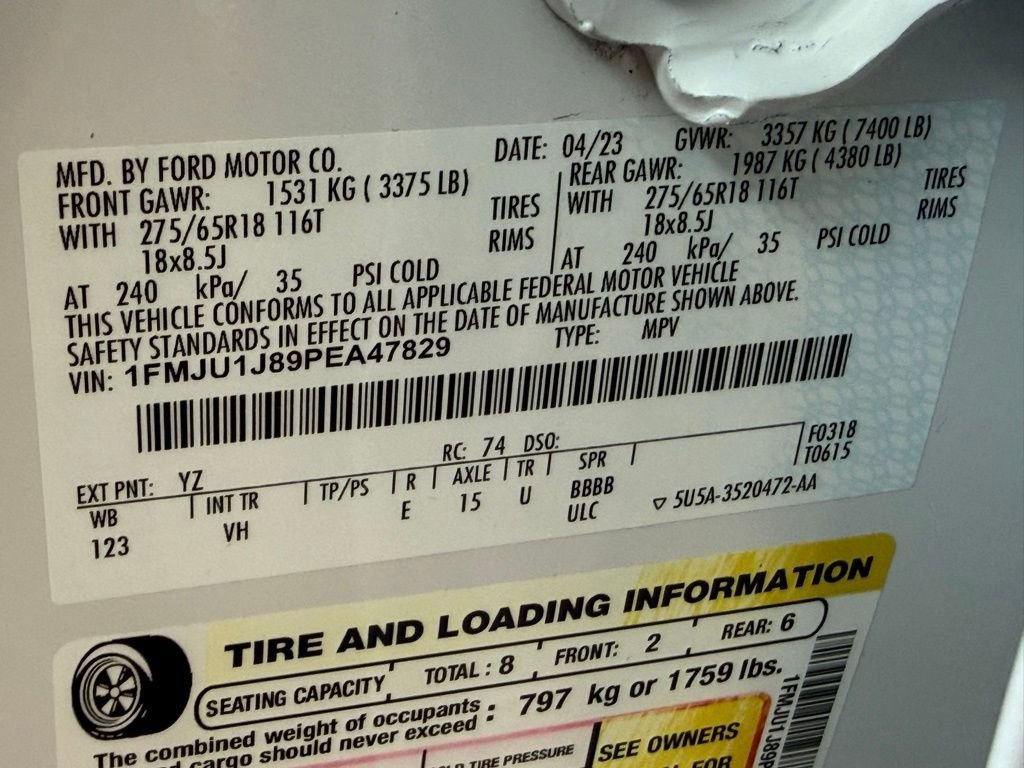 MFD. BY FORD MOTOR CO.
DATE: 04/23 GVWR: 3357 KG ( 7400 LB)
FRONT GAWR: 1531 KG ( 3375 LB)
REAR GAWR: 1987 KG ( 4380 LB)
WITH 275/65R18 116T TIRES
WITH 275/65R18 116T TIRES
18x8.5J RIMS
18x8.5J RIMS
AT 240 kPa/ 35 PSI COLD
AT 240 kPa/ 35 PSI COLD
THIS VEHICLE CONFORMS TO ALL APPLICABLE FEDERAL MOTOR VEHICLE
SAFETY STANDARDS IN EFFECT ON THE DATE OF MANUFACTURE SHOWN ABOVE.
VIN: 1FMJU1J89PEA47829 TYPE: MPV
EXT PNT: YZ RC: 74 DSO:
WB INT TR TP/PS R AXLE TR SPR F0318
T0615
123 VH E 15 U BBBB
ULC 5U5A-3520472-AA
TIRE AND LOADING INFORMATION
SEATING CAPACITY TOTAL : 8 FRONT: 2 REAR: 6
The combined weight of occupants : 797 kg or 1759 lbs.
cargo should never exceed
TIRE PRESSURE
SEE OWNERS
FOR
1FMJU1J89P